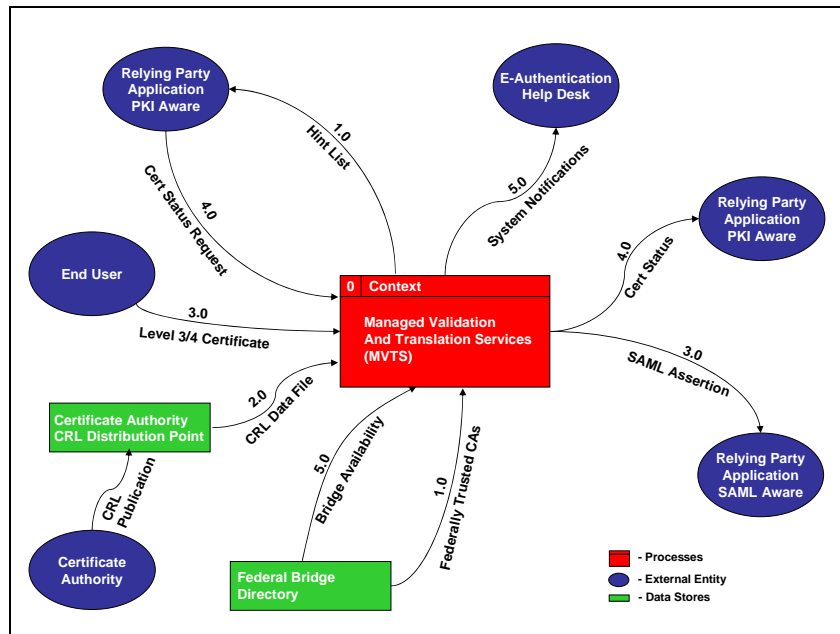 Relying Party
Application
PKI Aware
E-Authentication
Help Desk
1.0
Hint List
5.0
System Notifications
4.0
Cert Status Request
Relying Party
Application
PKI Aware
End User
4.0
Cert Status
0 Context
Managed Validation
And Translation Services
(MVTS)
3.0
Level 3/4 Certificate
3.0
SAML Assertion
2.0
CRL Data File
Certificate Authority
CRL Distribution Point
Relying Party
Application
SAML Aware
5.0
Bridge Availability
1.0
Federally Trusted CAs
CRL
Publication
Certificate
Authority
Federal Bridge
Directory
- Processes
- External Entity
- Data Stores